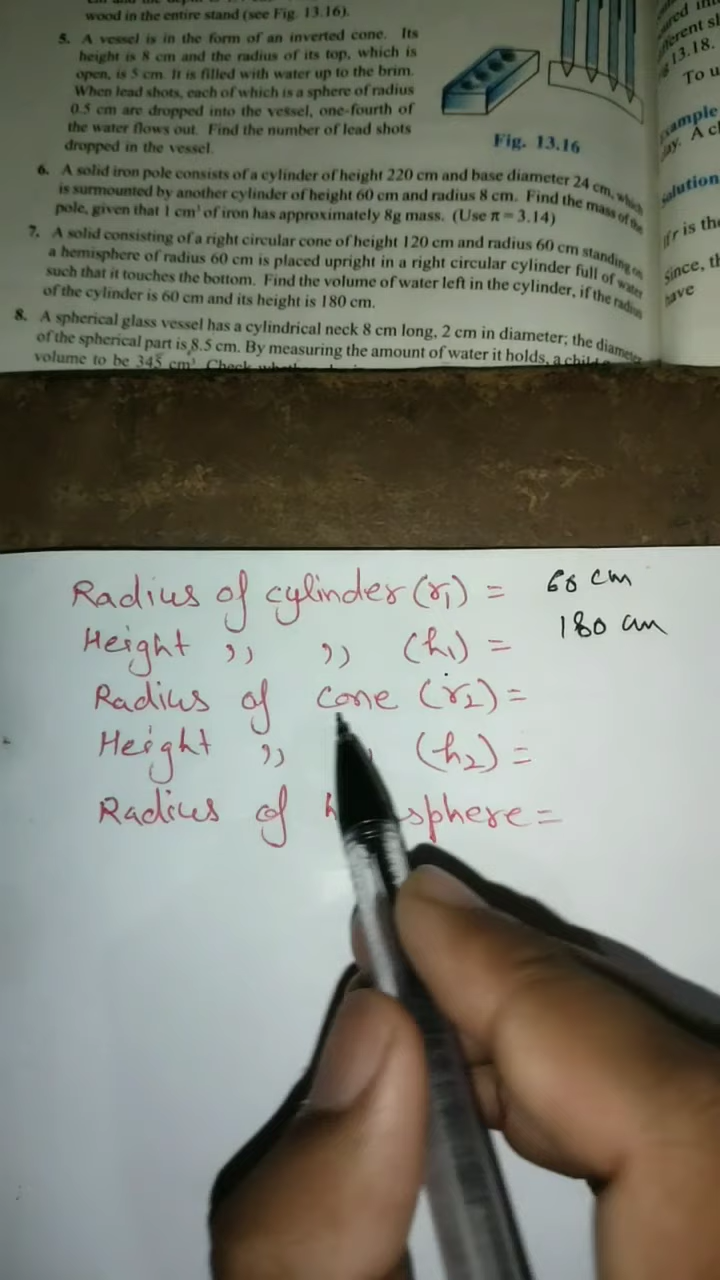 wood in the entire stand (see Fig. 13.16).
5. A vessel is in the form of an inverted cone. Its
height is 8 cm and the radius of its top, which is
open, is 5 cm. It is filled with water up to the brim.
When lead shots, each of which is a sphere of radius
0.5 cm are dropped into the vessel, one-fourth of
the water flows out. Find the number of lead shots
dropped in the vessel.
Fig. 13.16
6. A solid iron pole consists of a cylinder of height 220 cm and base diameter 24 cm, which
is surmounted by another cylinder of height 60 cm and radius 8 cm. Find the mass of the
pole, given that 1 cm³ of iron has approximately 8g mass. (Use π = 3.14)
7. A solid consisting of a right circular cone of height 120 cm and radius 60 cm standing on
a hemisphere of radius 60 cm is placed upright in a right circular cylinder full of water
such that it touches the bottom. Find the volume of water left in the cylinder, if the radius
of the cylinder is 60 cm and its height is 180 cm.
8. A spherical glass vessel has a cylindrical neck 8 cm long, 2 cm in diameter; the diameter
of the spherical part is 8.5 cm. By measuring the amount of water it holds, a child
volume to be 345 cm³. Check
13.18.
To u
solution
If r is the
since, th
have
Radius of cylinder (r₁) = 60 cm
Height ,, ,, (h₁) = 180 cm
Radius of cone (r₂) =
Height ,, (h₂) =
Radius of sphere =